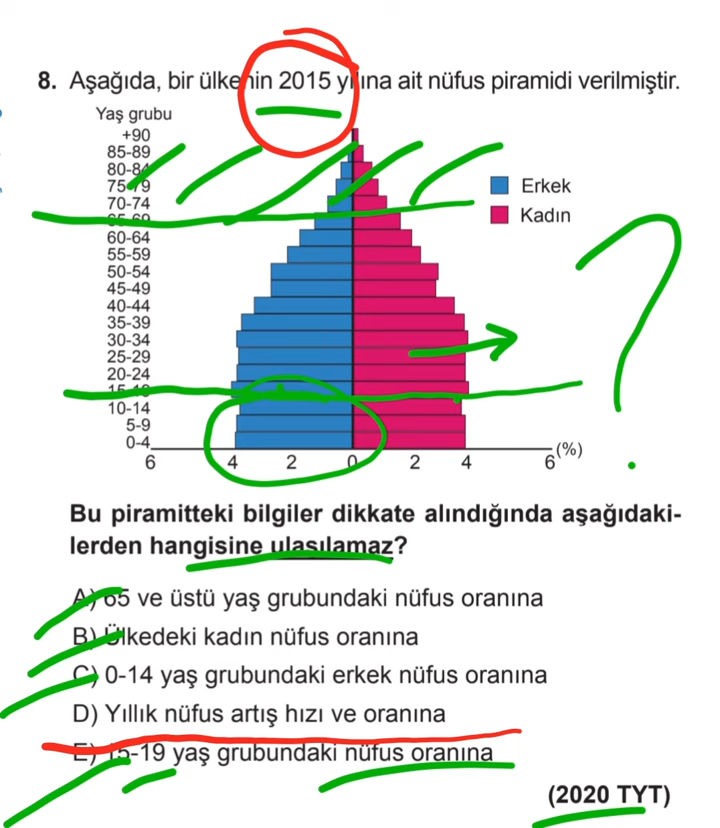 8. Aşağıda, bir ülkenin 2015 yılına ait nüfus piramidi verilmiştir.
Yaş grubu
+90
85-89
80-84
75-79
70-74
65-69
60-64
55-59
50-54
45-49
40-44
35-39
30-34
25-29
20-24
15-19
10-14
5-9
0-4
Erkek
Kadın
6 4 2 0 2 4 6 (%)
?
Bu piramitteki bilgiler dikkate alındığında aşağıdaki-
lerden hangisine ulaşılamaz?
A) 65 ve üstü yaş grubundaki nüfus oranına
B) Ülkedeki kadın nüfus oranına
C) 0-14 yaş grubundaki erkek nüfus oranına
D) Yıllık nüfus artış hızı ve oranına
E) 15-19 yaş grubundaki nüfus oranına
(2020 TYT)